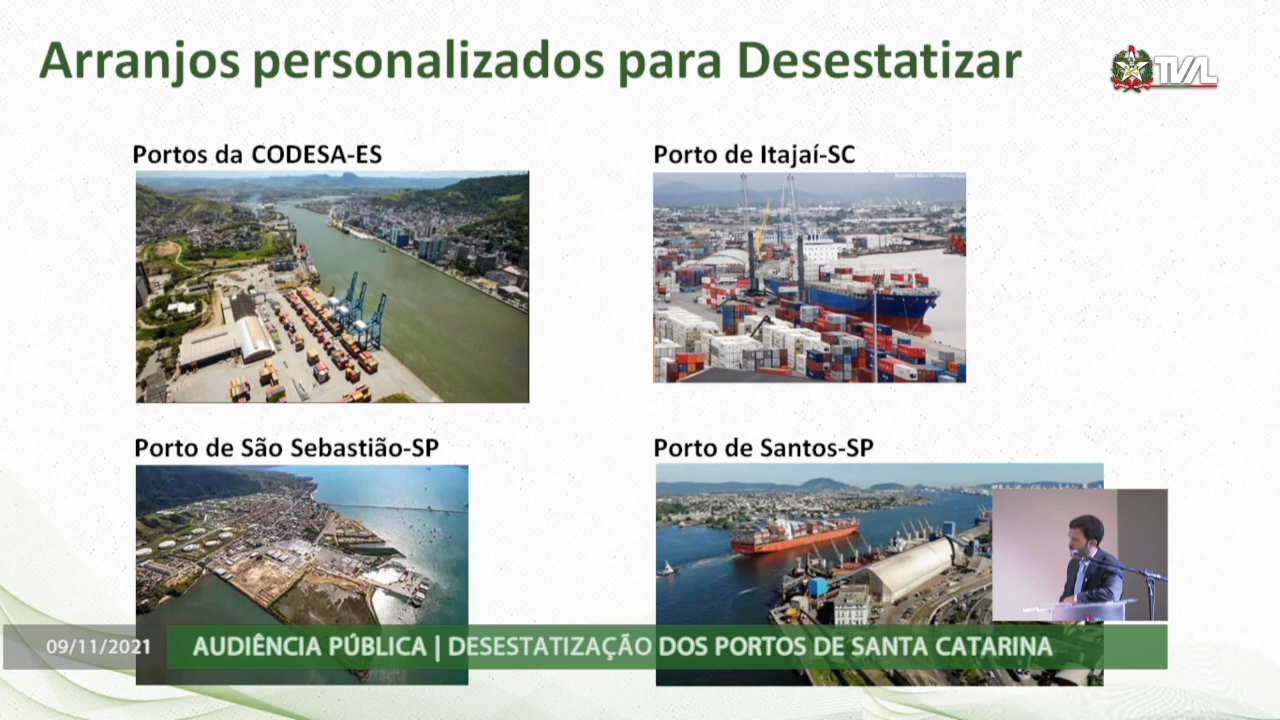 Arranjos personalizados para Desestatizar
TVAL
Portos da CODESA-ES
Porto de Itajaí-SC
Porto de São Sebastião-SP
Porto de Santos-SP
09/11/2021
AUDIÊNCIA PÚBLICA | DESESTATIZAÇÃO DOS PORTOS DE SANTA CATARINA